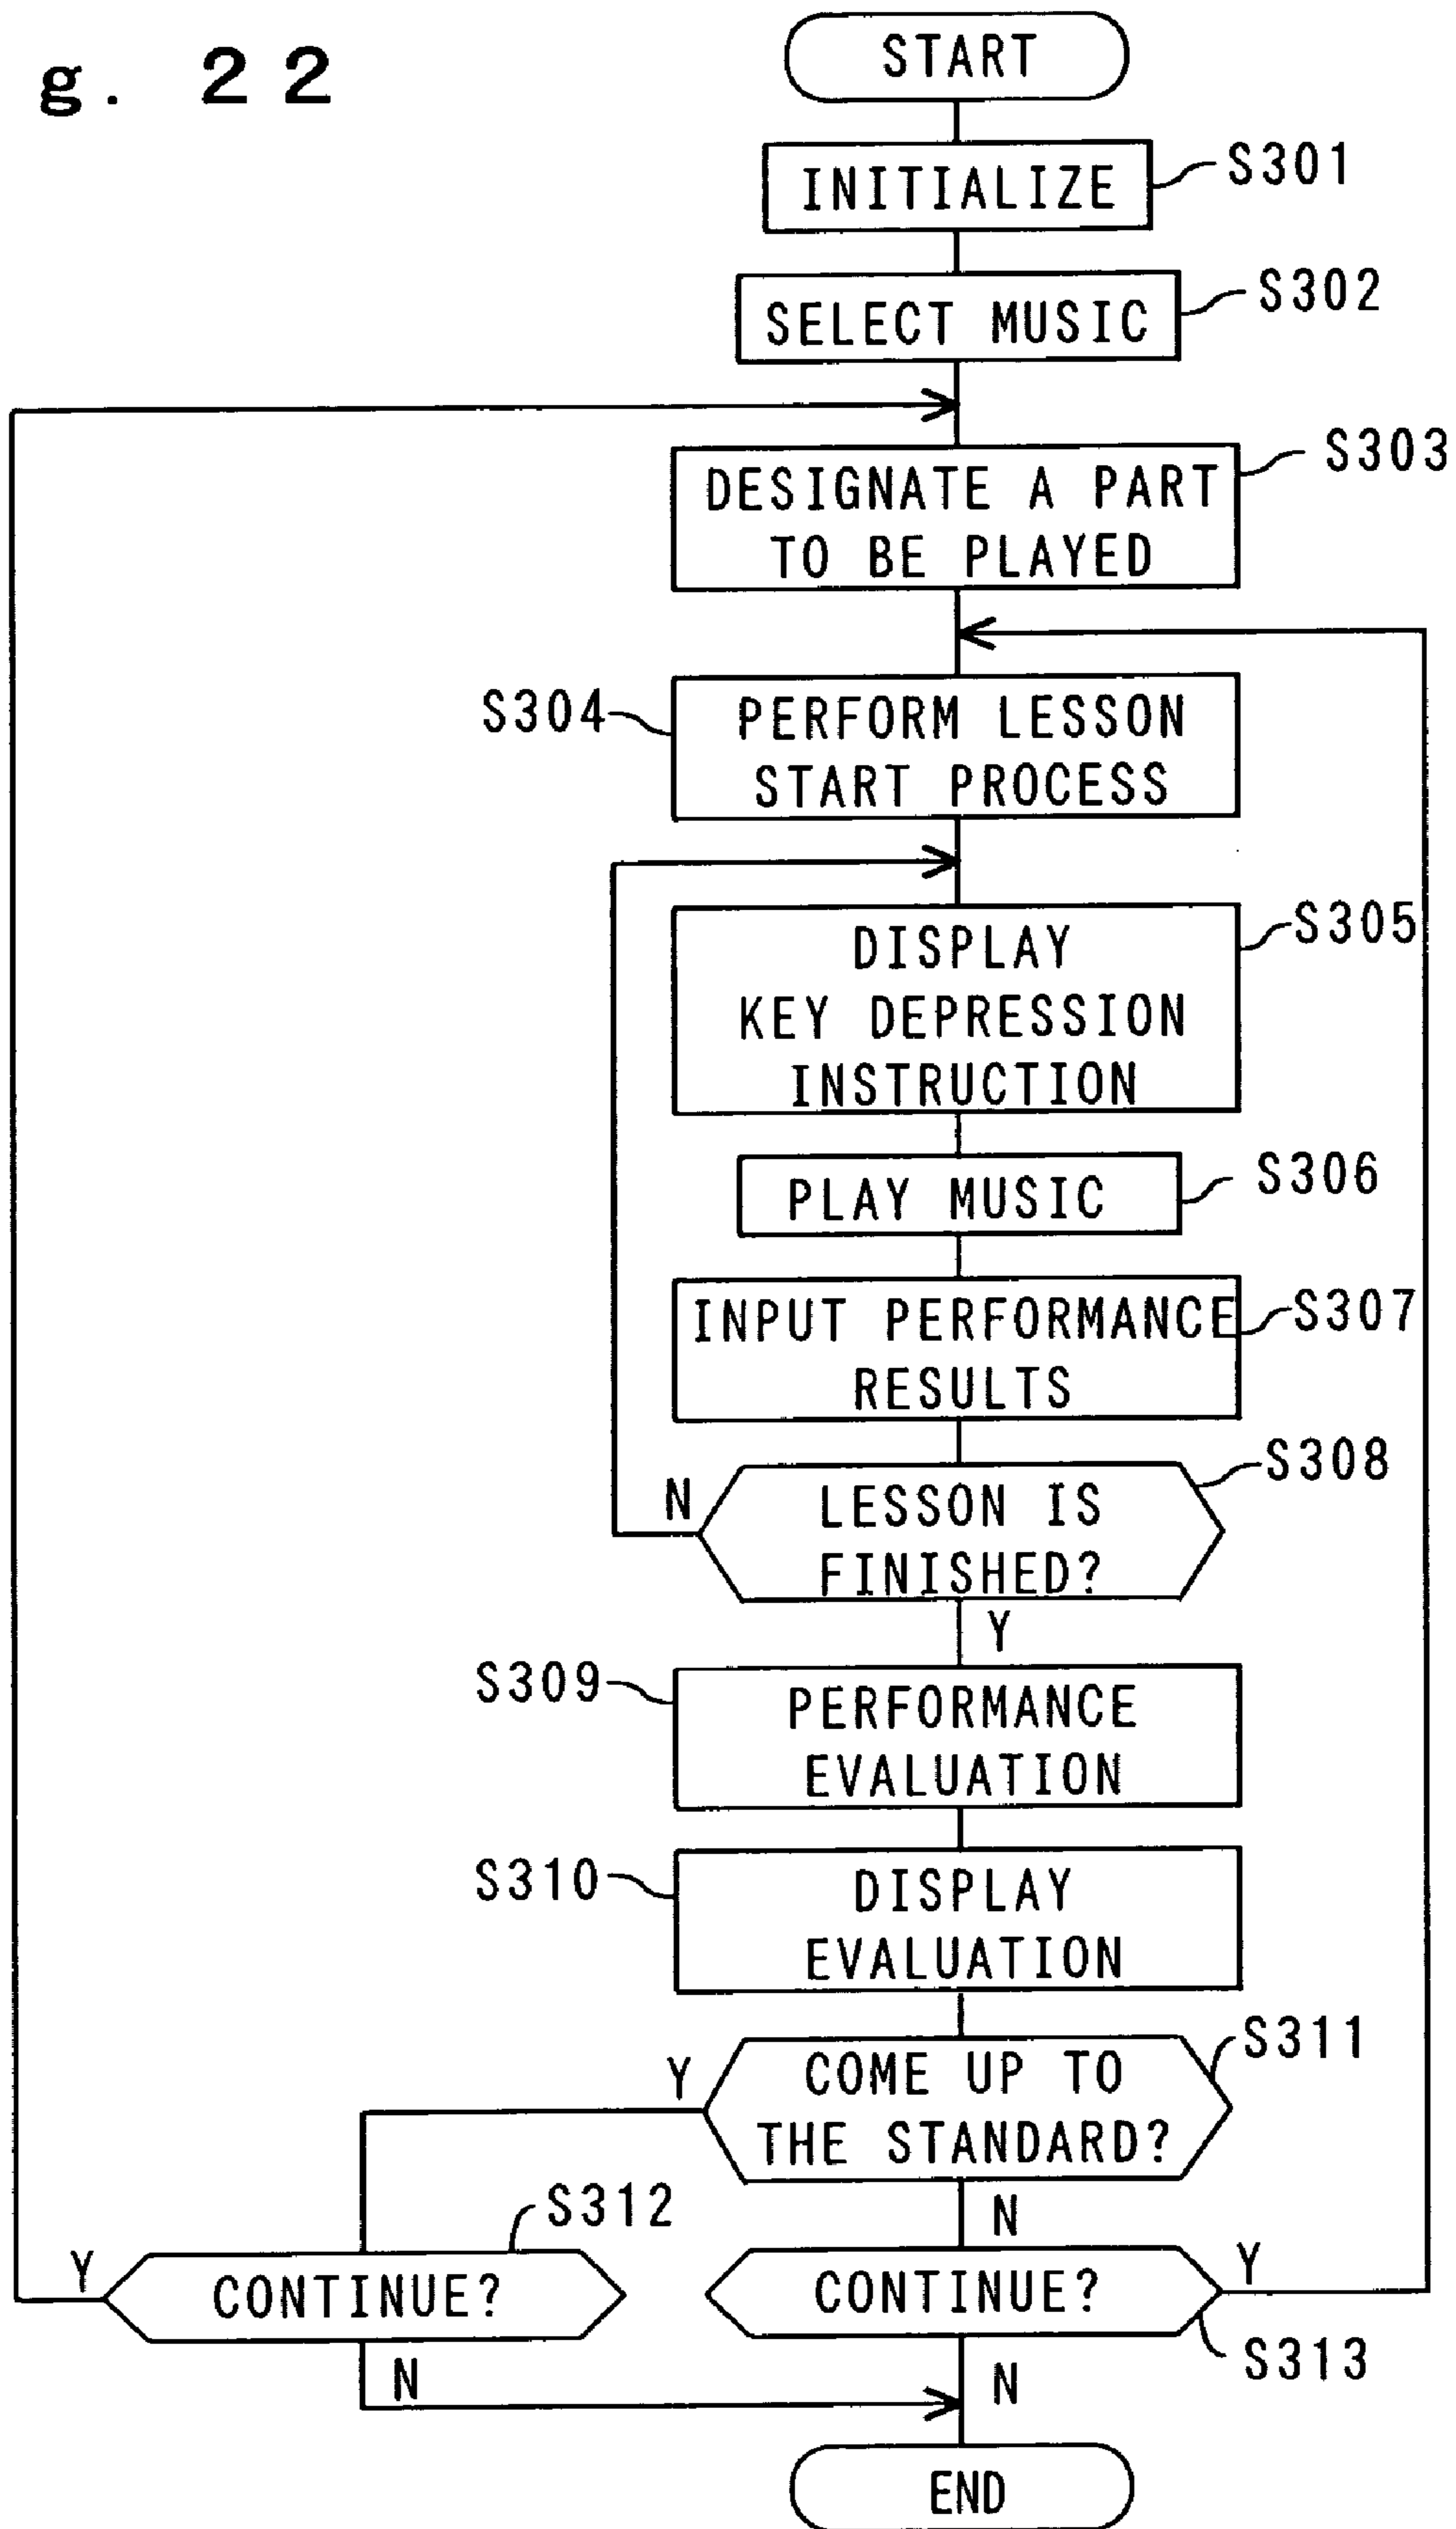 g. 22
START
INITIALIZE
S301
SELECT MUSIC
S302
DESIGNATE A PART
TO BE PLAYED
S303
S304
PERFORM LESSON
START PROCESS
DISPLAY
KEY DEPRESSION
INSTRUCTION
S305
PLAY MUSIC
S306
INPUT PERFORMANCE
RESULTS
S307
LESSON IS
FINISHED?
S308
N
Y
S309
PERFORMANCE
EVALUATION
S310
DISPLAY
EVALUATION
COME UP TO
THE STANDARD?
S311
Y
N
S312
CONTINUE?
Y
N
CONTINUE?
Y
S313
N
END